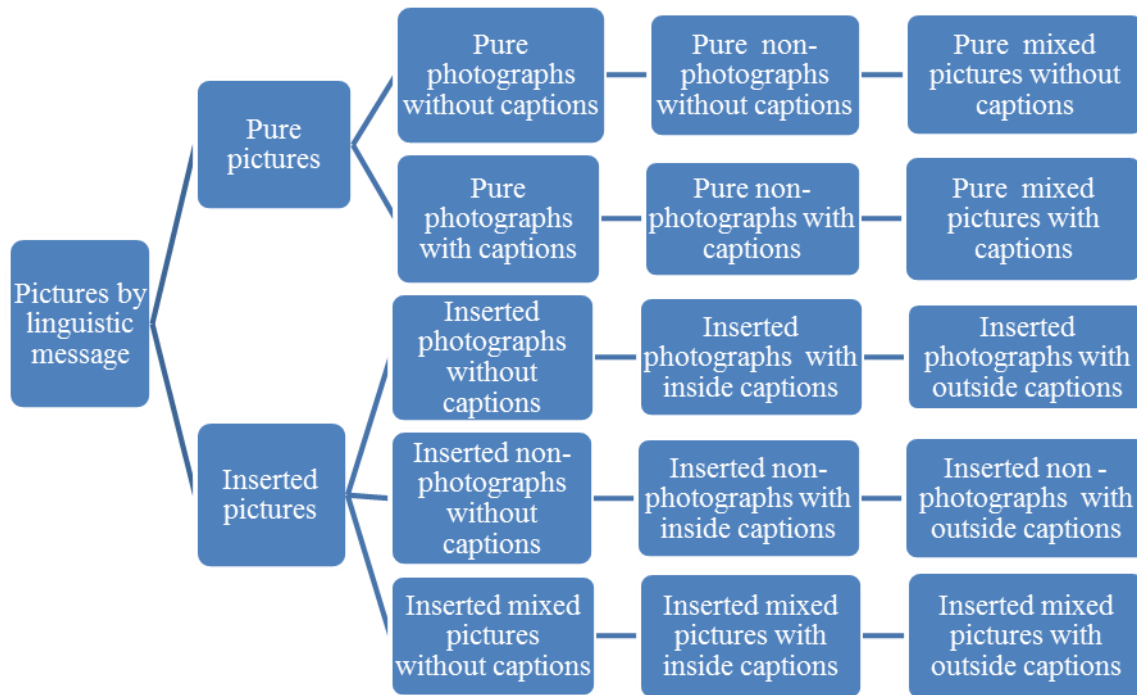 Pictures by
linguistic
message
Pure
pictures
Pure
photographs
without captions
Pure non-
photographs
without captions
Pure mixed
pictures without
captions
Pure
photographs
with captions
Pure non-
photographs with
captions
Pure mixed
pictures with
captions
Inserted
pictures
Inserted
photographs
without
captions
Inserted
photographs with
inside captions
Inserted
photographs with
outside captions
Inserted non-
photographs
without
captions
Inserted non-
photographs with
inside captions
Inserted non -
photographs with
outside captions
Inserted mixed
pictures
without captions
Inserted mixed
pictures with
inside captions
Inserted mixed
pictures with
outside captions